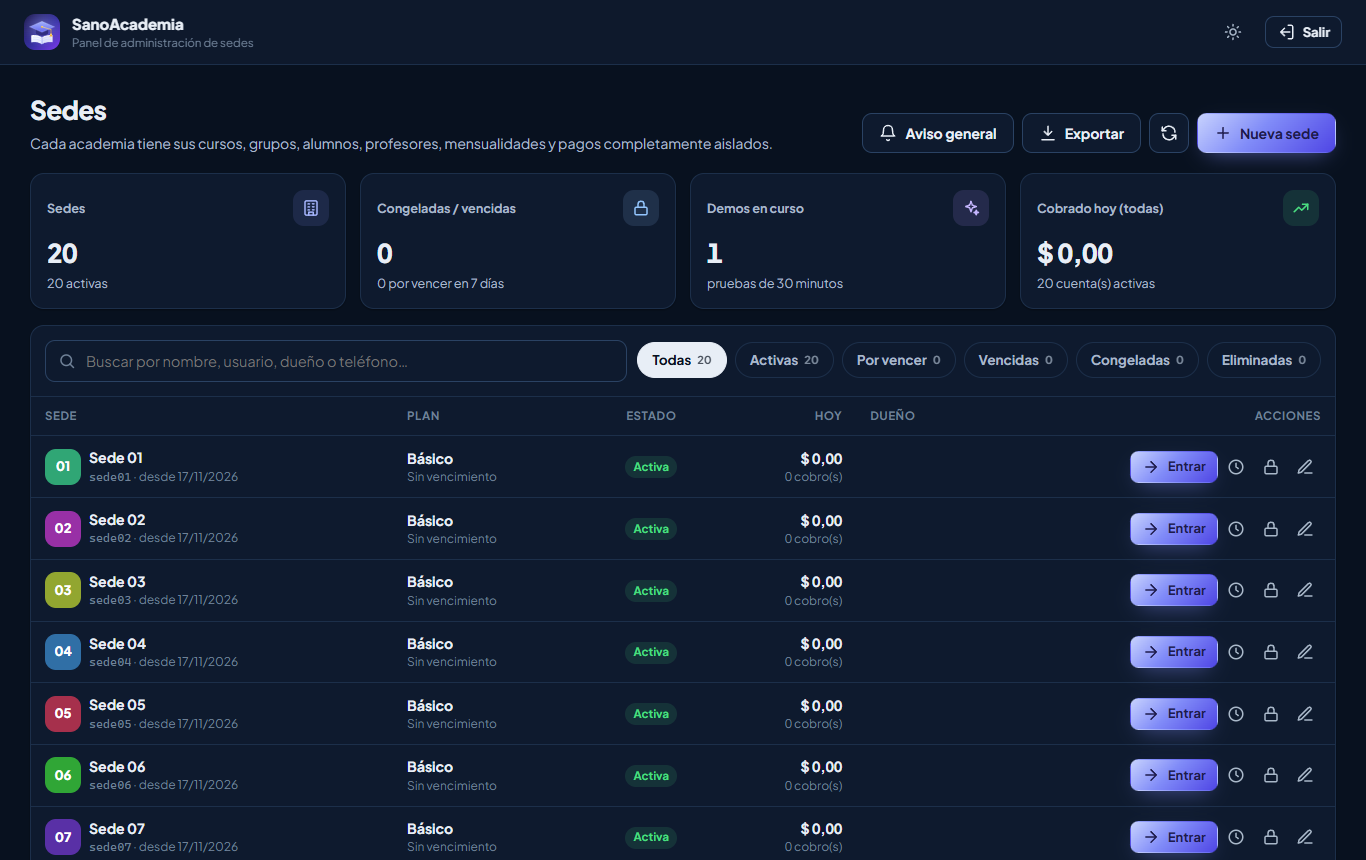 SanoAcademia
Panel de administración de sedes
Salir
Sedes
Cada academia tiene sus cursos, grupos, alumnos, profesores, mensualidades y pagos completamente aislados.
Aviso general
Exportar
Nueva sede
Sedes
20
20 activas
Congeladas / vencidas
0
0 por vencer en 7 días
Demos en curso
1
pruebas de 30 minutos
Cobrado hoy (todas)
$ 0,00
20 cuenta(s) activas
Buscar por nombre, usuario, dueño o teléfono...
Todas 20
Activas 20
Por vencer 0
Vencidas 0
Congeladas 0
Eliminadas 0
SEDE PLAN ESTADO HOY DUEÑO ACCIONES
01 Sede 01 Básico Activa $ 0,00 Entrar
sede01 · desde 17/11/2026 Sin vencimiento 0 cobro(s)
02 Sede 02 Básico Activa $ 0,00 Entrar
sede02 · desde 17/11/2026 Sin vencimiento 0 cobro(s)
03 Sede 03 Básico Activa $ 0,00 Entrar
sede03 · desde 17/11/2026 Sin vencimiento 0 cobro(s)
04 Sede 04 Básico Activa $ 0,00 Entrar
sede04 · desde 17/11/2026 Sin vencimiento 0 cobro(s)
05 Sede 05 Básico Activa $ 0,00 Entrar
sede05 · desde 17/11/2026 Sin vencimiento 0 cobro(s)
06 Sede 06 Básico Activa $ 0,00 Entrar
sede06 · desde 17/11/2026 Sin vencimiento 0 cobro(s)
07 Sede 07 Básico Activa $ 0,00 Entrar
sede07 · desde 17/11/2026 Sin vencimiento 0 cobro(s)